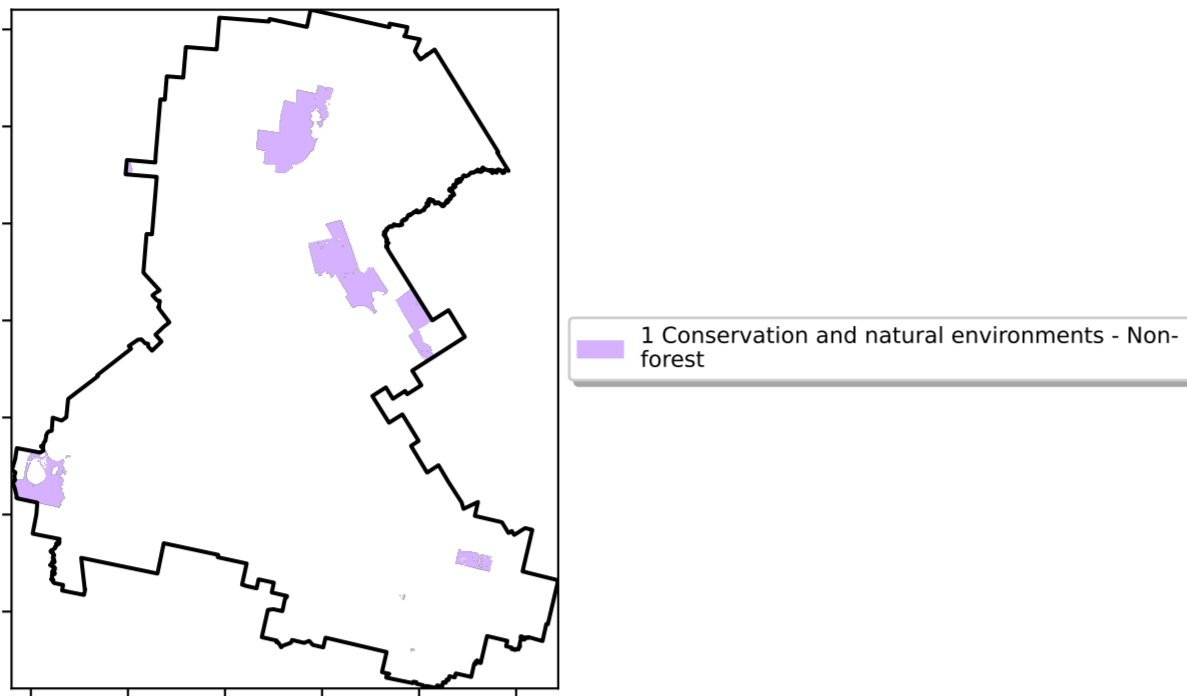 1 Conservation and natural environments - Non-
forest